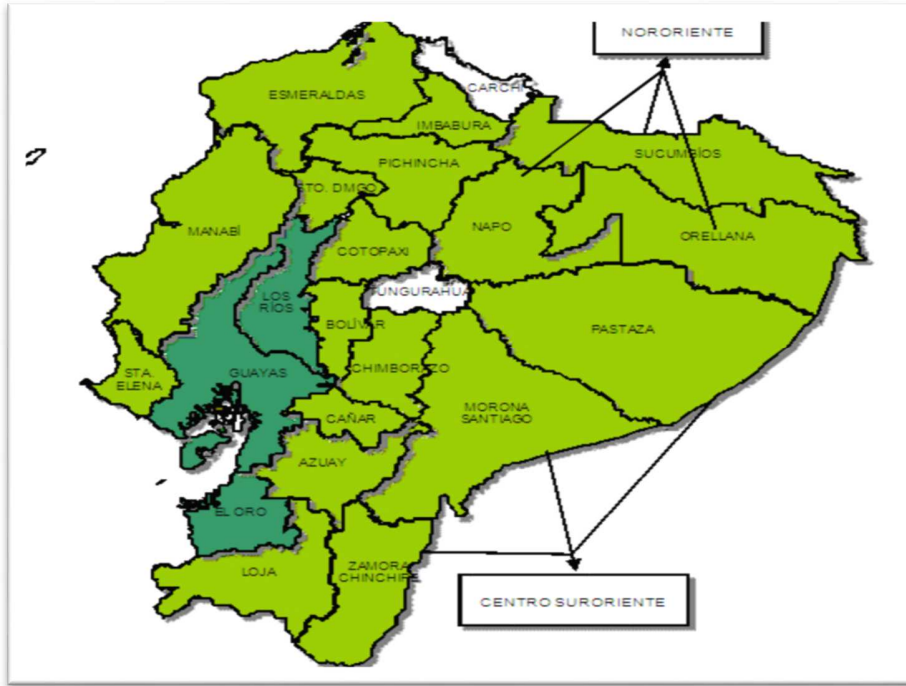 NORORIENTE
CARCHI
ESMERALDAS
IMBABURA
SUCUMBÍOS
PICHINCHA
STO. DMGO
NAPO
MANABÍ
ORELLANA
COTOPAXI
TUNGURAHUA
LOS
RÍOS
BOLÍVAR
PASTAZA
STA.
ELENA
GUAYAS
CHIMBORAZO
MORONA
SANTIAGO
CAÑAR
AZUAY
EL ORO
LOJA
ZAMORA
CHINCHIPE
CENTRO SURORIENTE